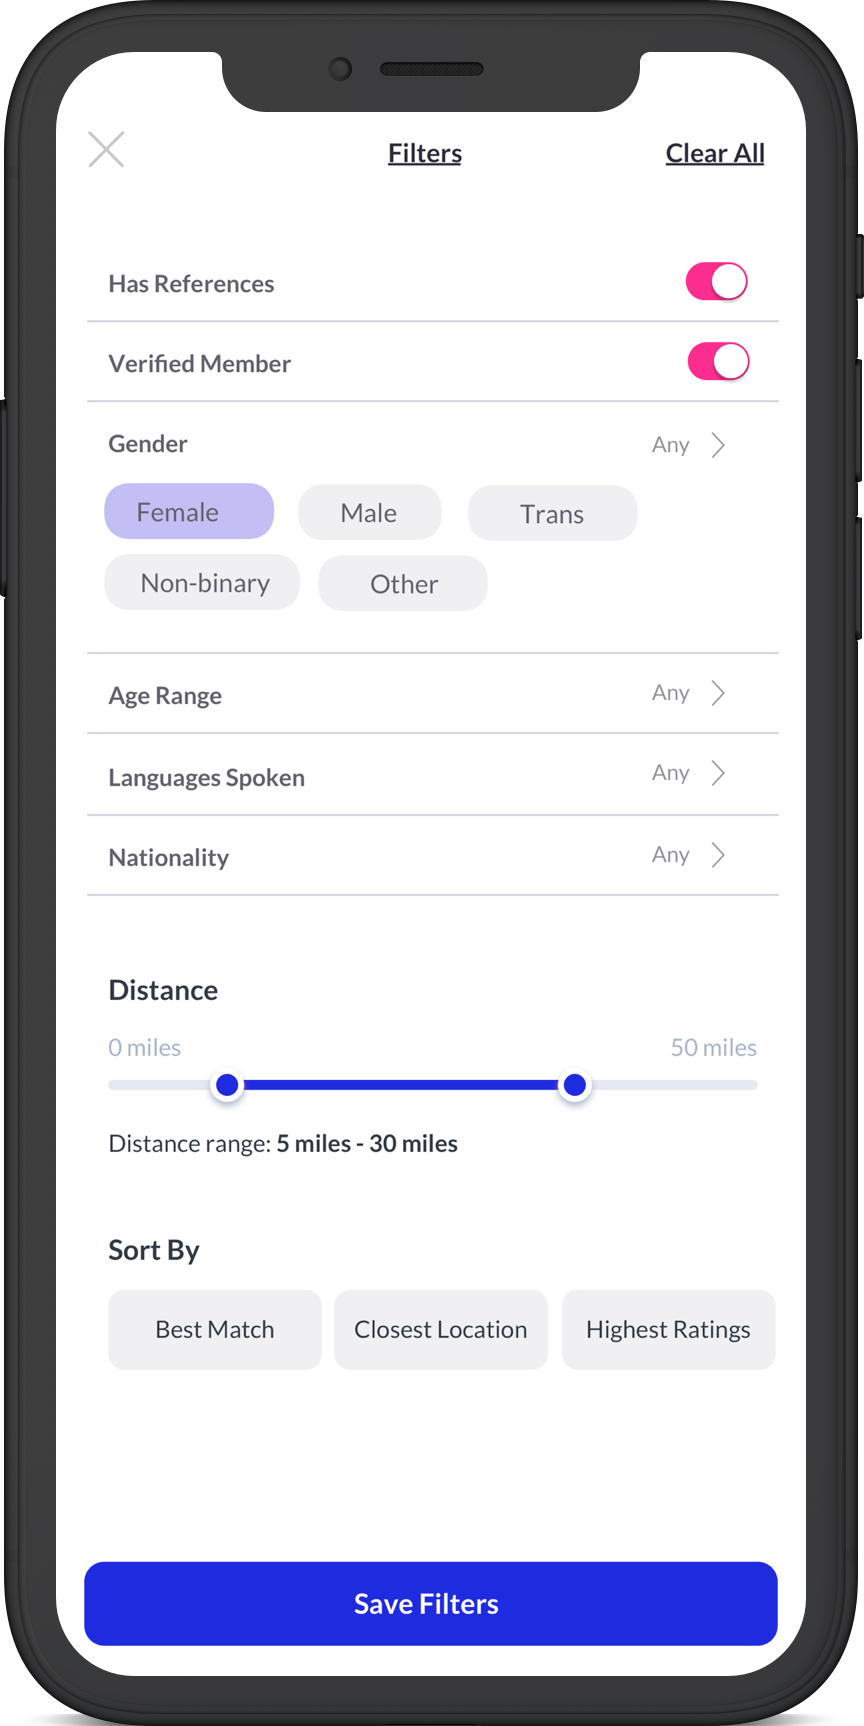 Filters Clear All
Has References
Verified Member
Gender Any
Female Male Trans
Non-binary Other
Age Range Any
Languages Spoken Any
Nationality Any
Distance
0 miles 50 miles
Distance range: 5 miles - 30 miles
Sort By
Best Match Closest Location Highest Ratings
Save Filters